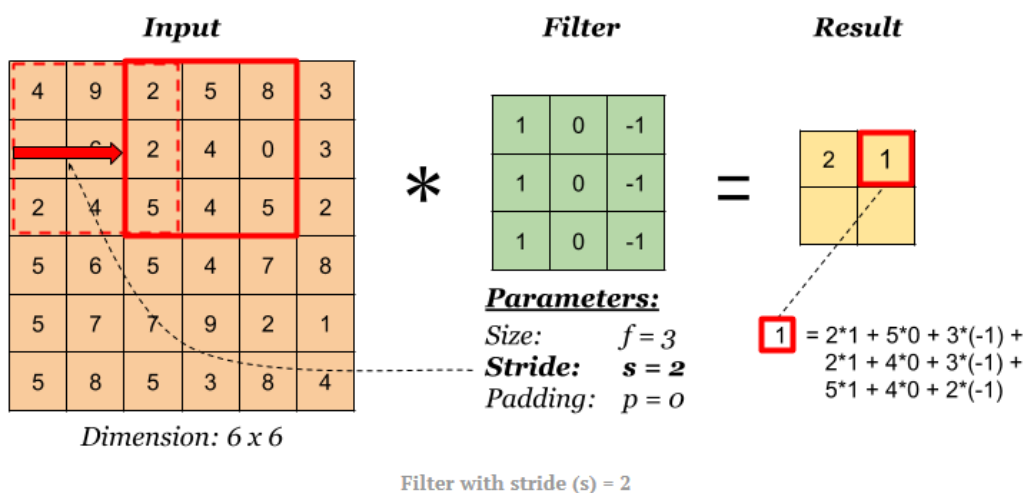 Input Filter Result
4 9 2 5 8 3
6 2 4 0 3
2 4 5 4 5 2
5 6 5 4 7 8
5 7 7 9 2 1
5 8 5 3 8 4
Dimension: 6 x 6
*
1 0 -1
1 0 -1
1 0 -1
Parameters:
Size: f = 3
Stride: s = 2
Padding: p = 0
=
2 1
1 = 2*1 + 5*0 + 3*(-1) +
2*1 + 4*0 + 3*(-1) +
5*1 + 4*0 + 2*(-1)
Filter with stride (s) = 2